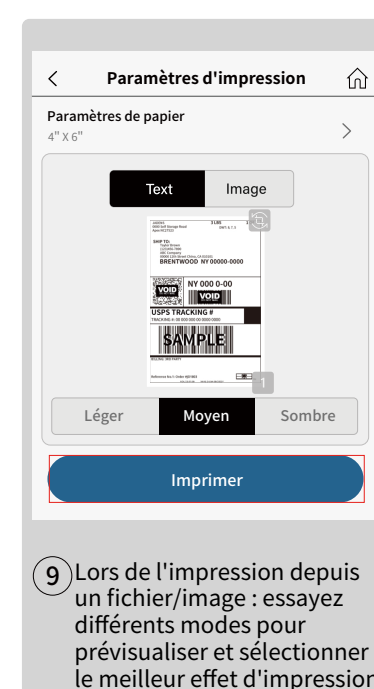 Paramètres d'impression
Paramètres de papier
4" X 6"
Text Image
3 LBS
SHIP TO:
BRENTWOOD NY 00000-0000
VOID
NY 000 0-00
VOID
USPS TRACKING #
SAMPLE
1
Léger Moyen Sombre
Imprimer
9 Lors de l'impression depuis
un fichier/image : essayez
différents modes pour
prévisualiser et sélectionner
le meilleur effet d'impression